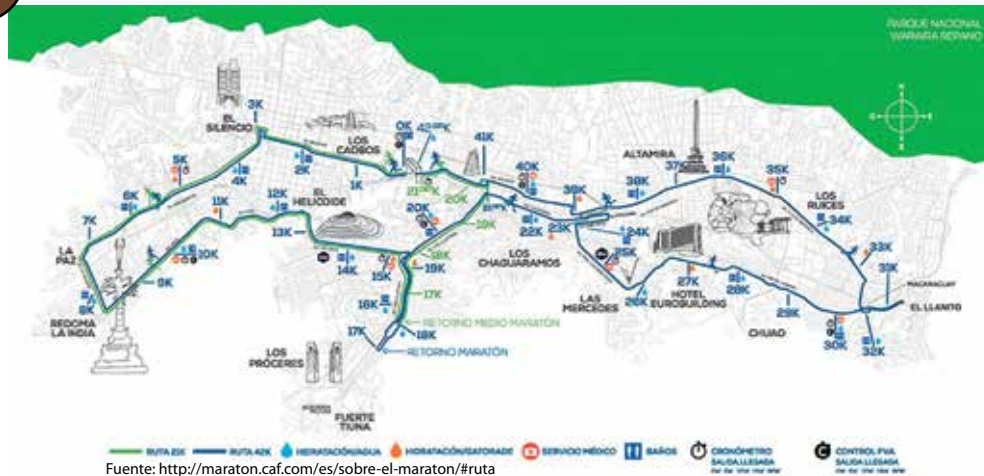 PARQUE NACIONAL
WARAIRA REPANO
3K
EL
SILENCIO
LOS
CAOBOS
0K
41K
5K
4K
2K
1K
21
20K
40K
39K
ALTAMIRA
37K
36K
35K
38K
LOS
RUICES
34K
6K
7K
LA
PAZ
11K
12K
EL
HELICOIDE
10K
13K
20K
19K
22K
23K
24K
25K
33K
31K
MACARACUAY
EL LLANITO
8K
9K
REDOMA
LA INDIA
14K
15K
18K
19K
LOS
CHAGUARAMOS
LAS
MERCEDES
26K
27K
HOTEL
EUROBUILDING
28K
29K
CHUAO
30K
32K
16K
17K
17K
18K
RETORNO MEDIO MARATÓN
RETORNO MARATÓN
LOS
PRÓCERES
FUERTE
TIUNA
RUTA 21K
RUTA 42K
HIDRATACIÓN/AGUA
HIDRATACIÓN/GATORADE
SERVICIO MÉDICO
BAÑOS
CRONÓMETRO
SALIDA,LLEGADA
CONTROL FVA
SALIDA,LLEGADA
Fuente: http://maraton.caf.com/es/sobre-el-maraton/#ruta